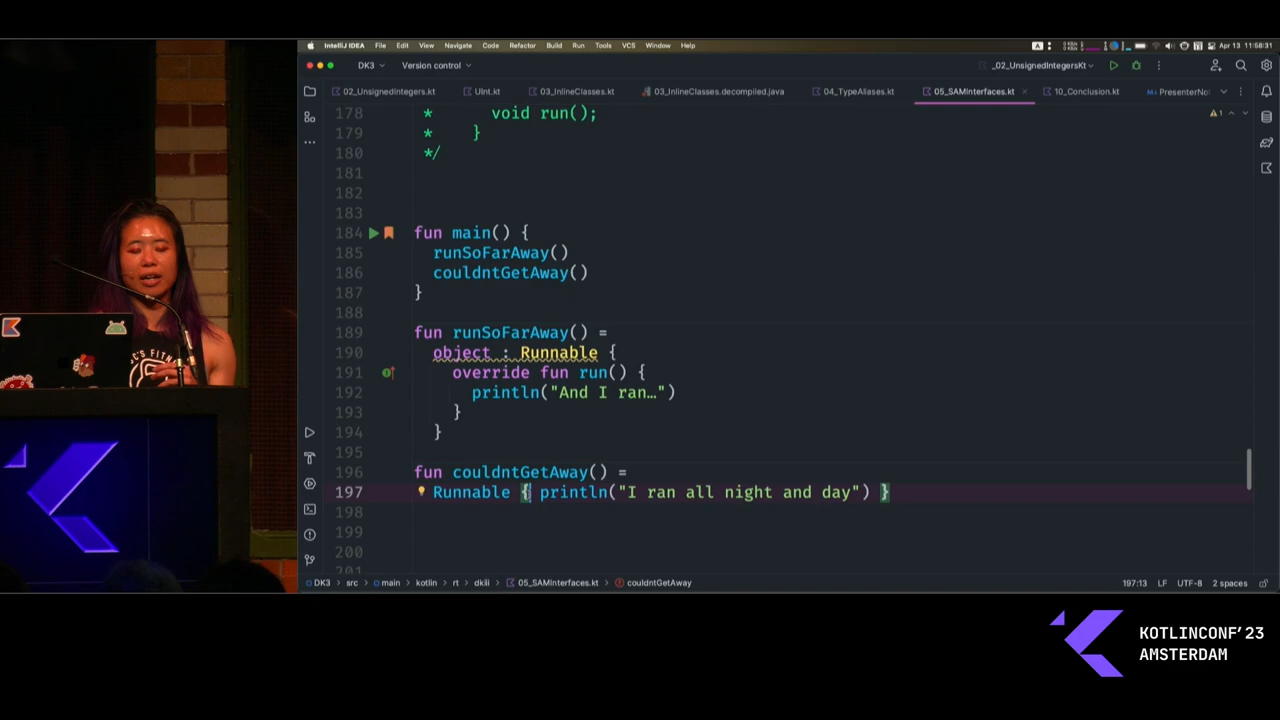 IntelliJ IDEA File Edit View Navigate Code Refactor Build Run Tools VCS Window Help
Apr 13 11:58:31
DK3 Version control
_02_UnsignedIntegersKt
02_UnsignedIntegers.kt UInt.kt 03_InlineClasses.kt 03_InlineClasses.decompiled.java 04_TypeAliases.kt 05_SAMInterfaces.kt 10_Conclusion.kt PresenterNo
1
178 * void run();
179 * }
180 */
181
182
183
184 fun main() {
185 runSoFarAway()
186 couldntGetAway()
187 }
188
189 fun runSoFarAway() =
190 object : Runnable {
191 override fun run() {
192 println("And I ran…")
193 }
194 }
195
196 fun couldntGetAway() =
197 Runnable { println("I ran all night and day") }
198
199
200
201
DK3 > src > main > kotlin > rt > dkili > 05_SAMInterfaces.kt > couldntGetAway
197:13 LF UTF-8 2 spaces
KOTLINCONF'23
AMSTERDAM